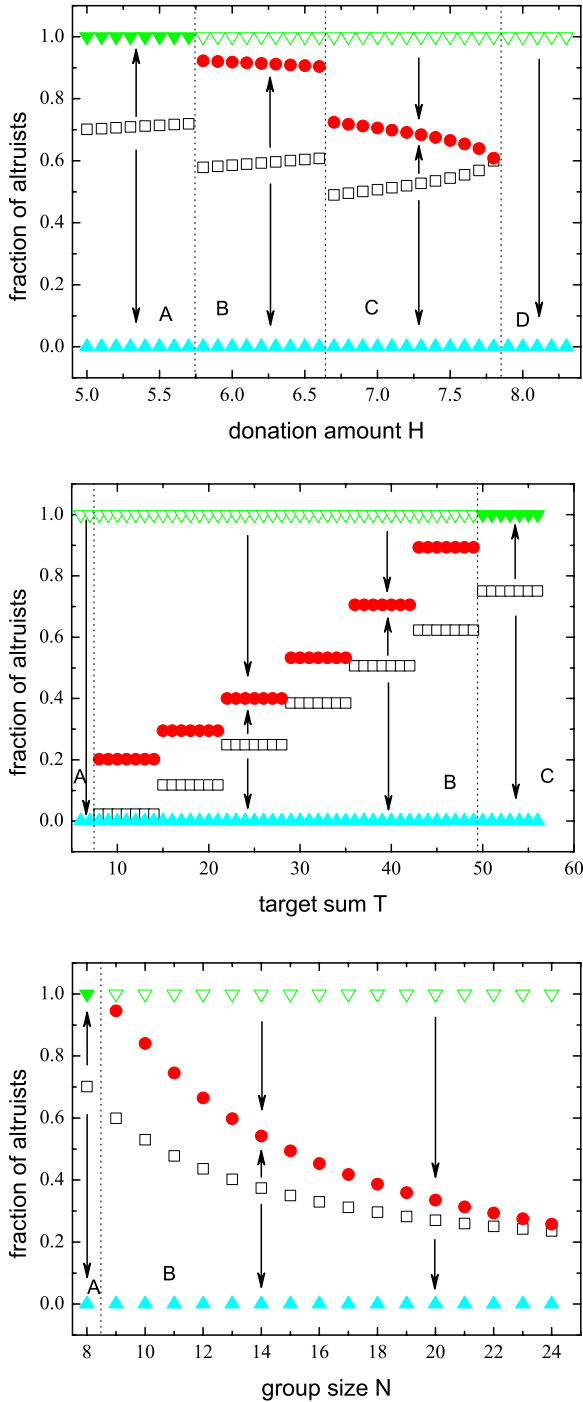 1.0
0.8
0.6
0.4
0.2
0.0
fraction of altruists
A
B
C
D
5.0 5.5 6.0 6.5 7.0 7.5 8.0
donation amount H
1.0
0.8
0.6
0.4
0.2
0.0
fraction of altruists
A
B
C
10 20 30 40 50 60
target sum T
1.0
0.8
0.6
0.4
0.2
0.0
fraction of altruists
A
B
8 10 12 14 16 18 20 22 24
group size N